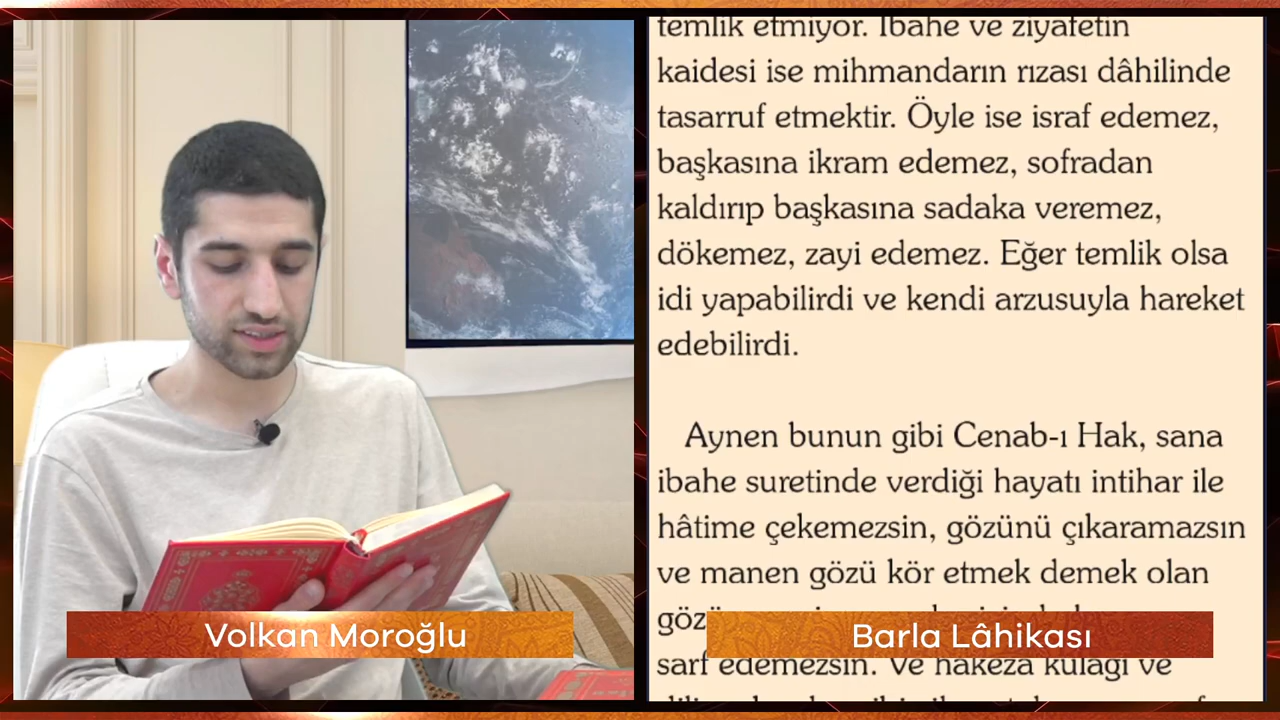 temlik etmiyor. İbahe ve ziyafetin
kaidesi ise mihmandarın rızası dâhilinde
tasarruf etmektir. Öyle ise israf edemez,
başkasına ikram edemez, sofradan
kaldırıp başkasına sadaka veremez,
dökemez, zayi edemez. Eğer temlik olsa
idi yapabilirdi ve kendi arzusuyla hareket
edebilirdi.
Aynen bunun gibi Cenab-ı Hak, sana
ibahe suretinde verdiği hayatı intihar ile
hâtime çekemezsin, gözünü çıkaramazsın
ve manen gözü kör etmek demek olan
sarf edemezsin. Ve hakeza kulağı ve
Volkan Moroğlu
Barla Lâhikası